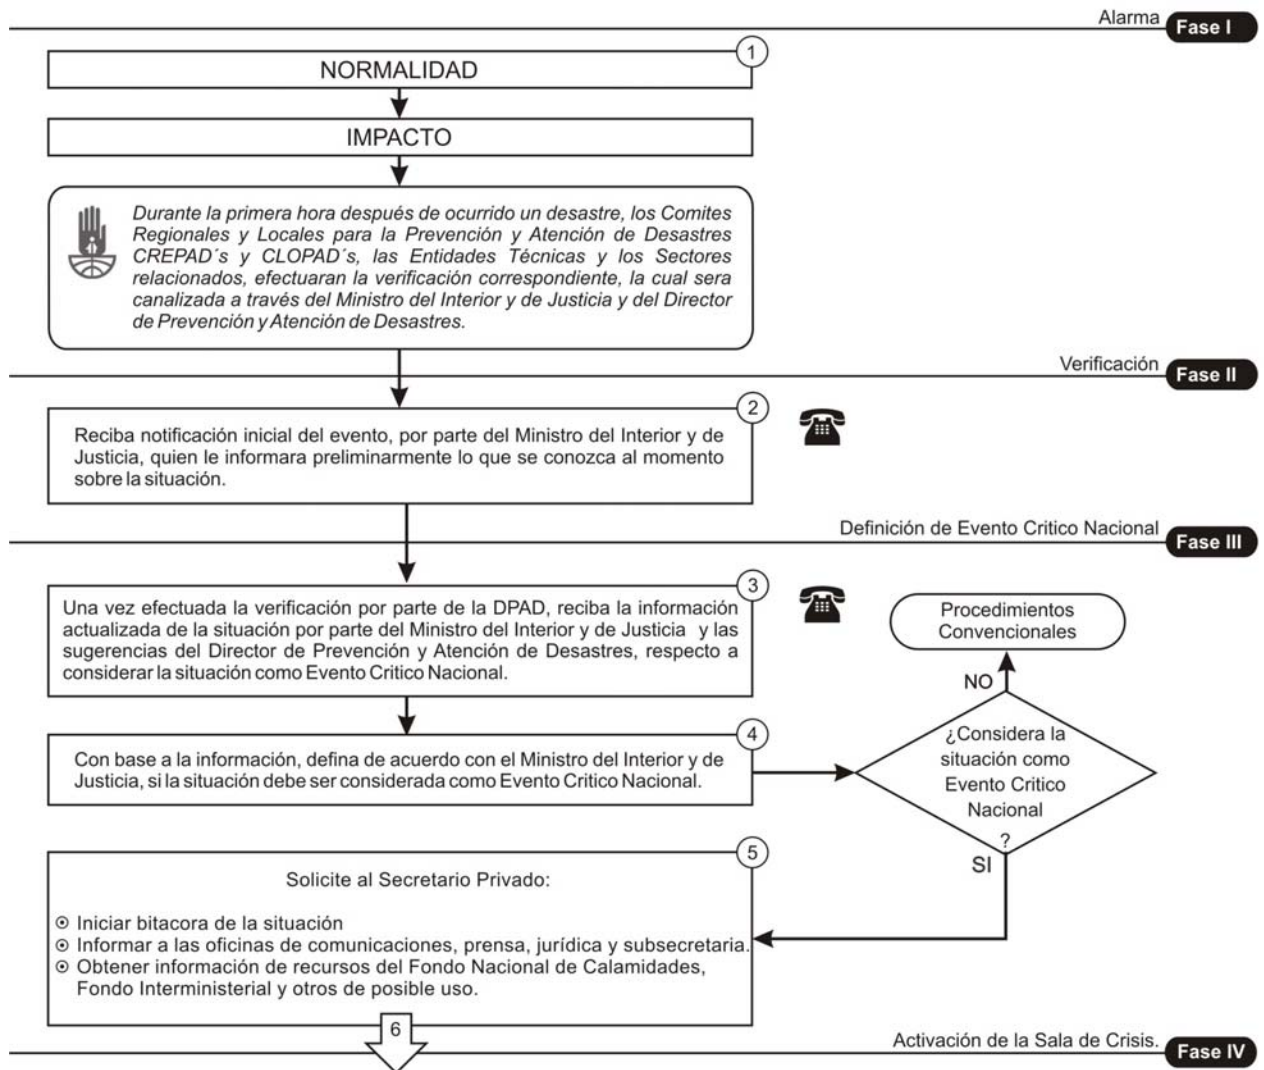 Alarma
Fase I
1
NORMALIDAD
IMPACTO
Durante la primera hora después de ocurrido un desastre, los Comites
Regionales y Locales para la Prevención y Atención de Desastres
CREPAD´s y CLOPAD´s, las Entidades Técnicas y los Sectores
relacionados, efectuaran la verificación correspondiente, la cual sera
canalizada a través del Ministro del Interior y de Justicia y del Director
de Prevención y Atención de Desastres.
Verificación
Fase II
2
Reciba notificación inicial del evento, por parte del Ministro del Interior y de
Justicia, quien le informara preliminarmente lo que se conozca al momento
sobre la situación.
Definición de Evento Critico Nacional
Fase III
3
Una vez efectuada la verificación por parte de la DPAD, reciba la información
actualizada de la situación por parte del Ministro del Interior y de Justicia y las
sugerencias del Director de Prevención y Atención de Desastres, respecto a
considerar la situación como Evento Critico Nacional.
4
Con base a la información, defina de acuerdo con el Ministro del Interior y de
Justicia, si la situación debe ser considerada como Evento Critico Nacional.
Procedimientos
Convencionales
NO
¿Considera la
situación como
Evento Critico
Nacional
?
SI
5
Solicite al Secretario Privado:
Iniciar bitacora de la situación
Informar a las oficinas de comunicaciones, prensa, jurídica y subsecretaria.
Obtener información de recursos del Fondo Nacional de Calamidades,
Fondo Interministerial y otros de posible uso.
6
Activación de la Sala de Crisis.
Fase IV